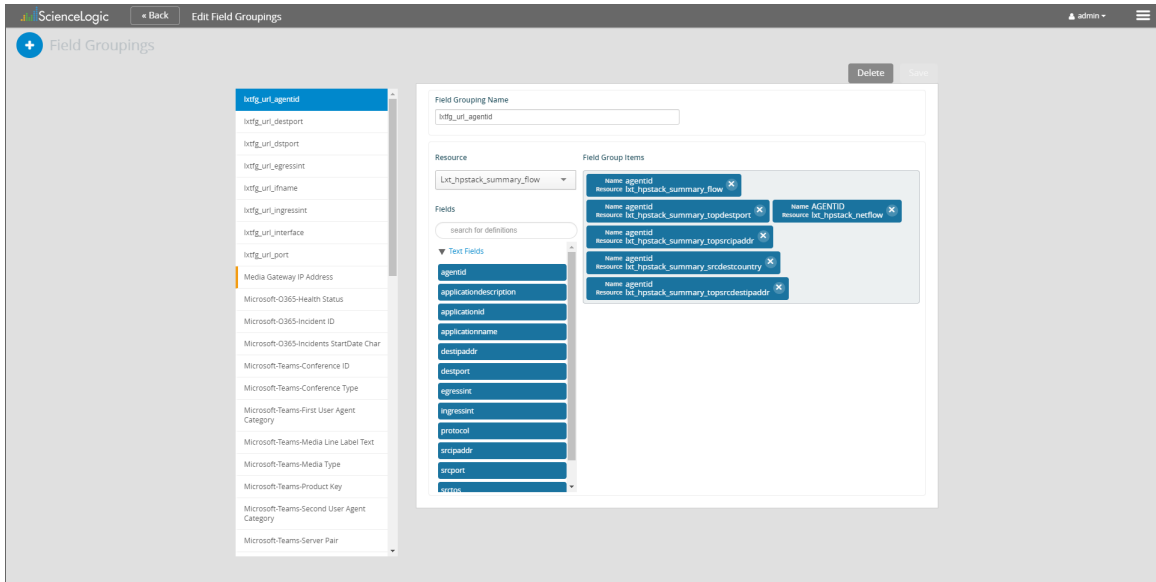 ScienceLogic « Back Edit Field Groupings admin
Field Groupings
Delete Save
lxtfg_url_agentid
lxtfg_url_destport
lxtfg_url_dstport
lxtfg_url_egressint
lxtfg_url_ifname
lxtfg_url_ingressint
lxtfg_url_interface
lxtfg_url_port
Media Gateway IP Address
Microsoft-O365-Health Status
Microsoft-O365-Incident ID
Microsoft-O365-Incidents StartDate Char
Microsoft-Teams-Conference ID
Microsoft-Teams-Conference Type
Microsoft-Teams-First User Agent
Category
Microsoft-Teams-Media Line Label Text
Microsoft-Teams-Media Type
Microsoft-Teams-Product Key
Microsoft-Teams-Second User Agent
Category
Microsoft-Teams-Server Pair
Field Grouping Name
lxtfg_url_agentid
Resource
Lxt_hpstack_summary_flow
Fields
search for definitions
Text Fields
agentid
applicationdescription
applicationid
applicationname
destipaddr
destport
egressint
ingressint
protocol
srcipaddr
srcport
srctos
Field Group Items
Name agentid
Resource lxt_hpstack_summary_flow
Name agentid
Resource lxt_hpstack_summary_topdestport
Name AGENTID
Resource lxt_hpstack_netflow
Name agentid
Resource lxt_hpstack_summary_topsrcipaddr
Name agentid
Resource lxt_hpstack_summary_srcdestcountry
Name agentid
Resource lxt_hpstack_summary_topsrcdestipaddr